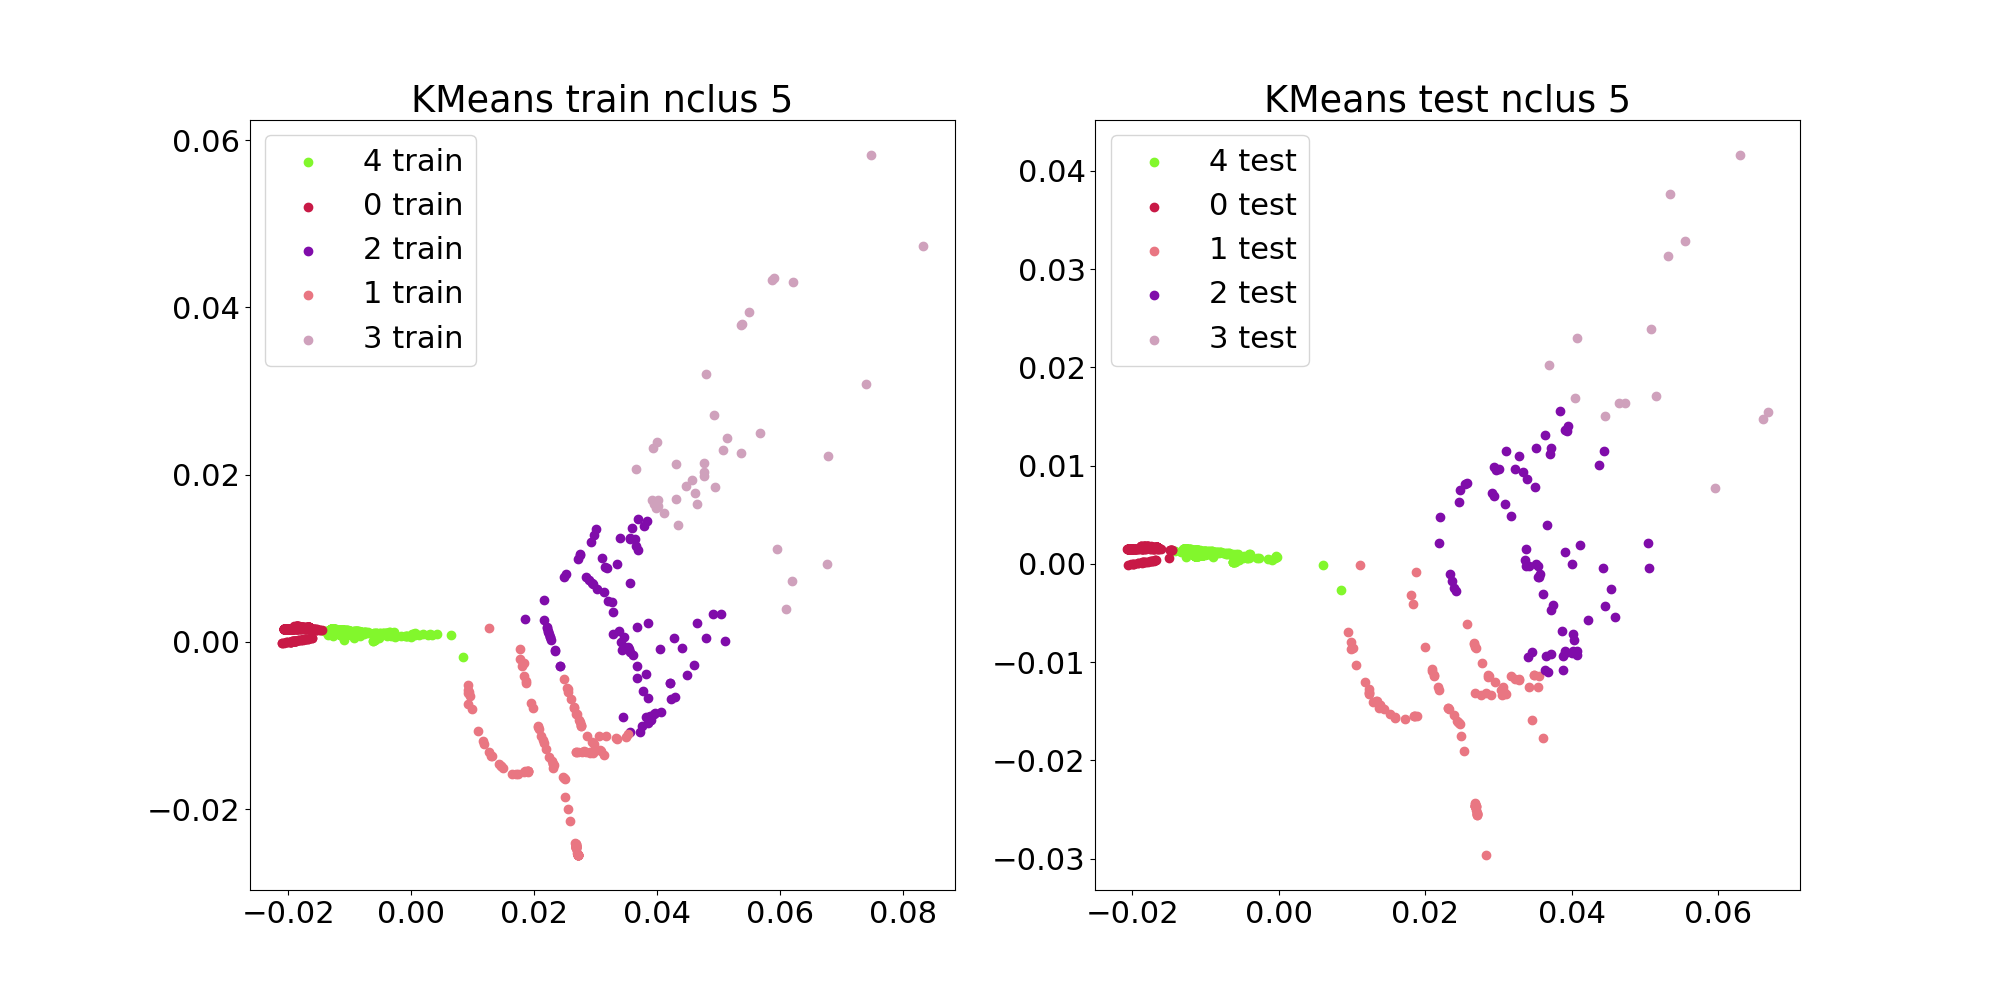 KMeans train nclus 5
0.06
0.04
0.02
0.00
−0.02
4 train
0 train
2 train
1 train
3 train
−0.02 0.00 0.02 0.04 0.06 0.08
KMeans test nclus 5
0.04
0.03
0.02
0.01
0.00
−0.01
−0.02
−0.03
4 test
0 test
1 test
2 test
3 test
−0.02 0.00 0.02 0.04 0.06